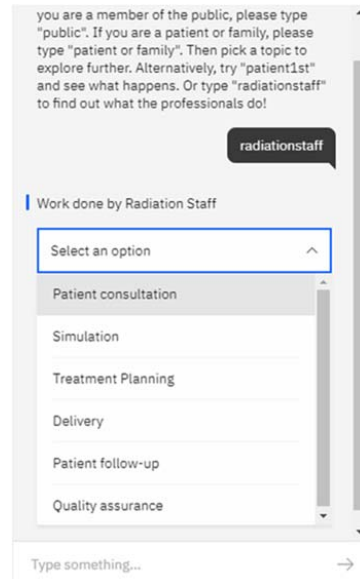 you are a member of the public, please type
"public". If you are a patient or family, please
type "patient or family". Then pick a topic to
explore further. Alternatively, try "patient1st"
and see what happens. Or type "radiationstaff"
to find out what the professionals do!
radiationstaff
Work done by Radiation Staff
Select an option
Patient consultation
Simulation
Treatment Planning
Delivery
Patient follow-up
Quality assurance
Type something...